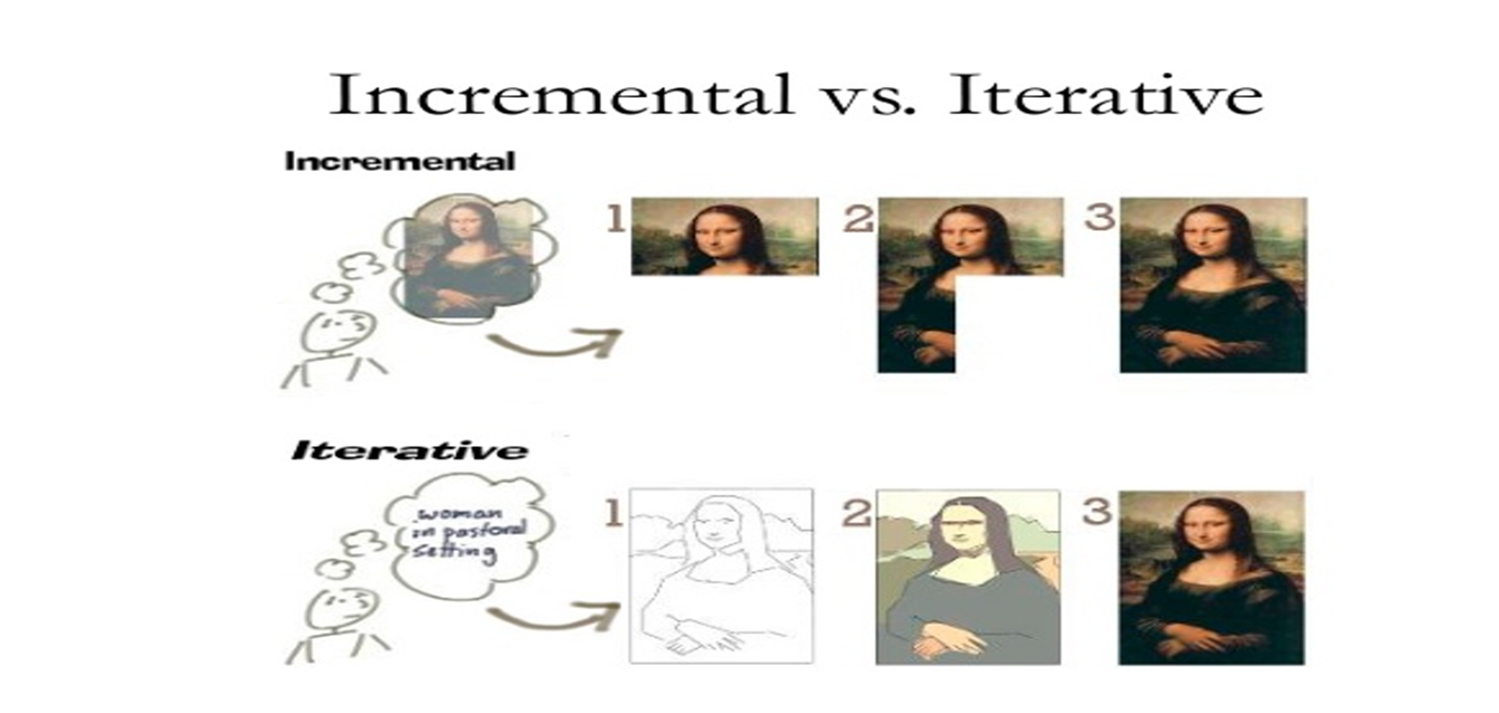 Incremental vs. Iterative
Incremental
1 2 3
Iterative
woman
in pastoral
setting
1 2 3